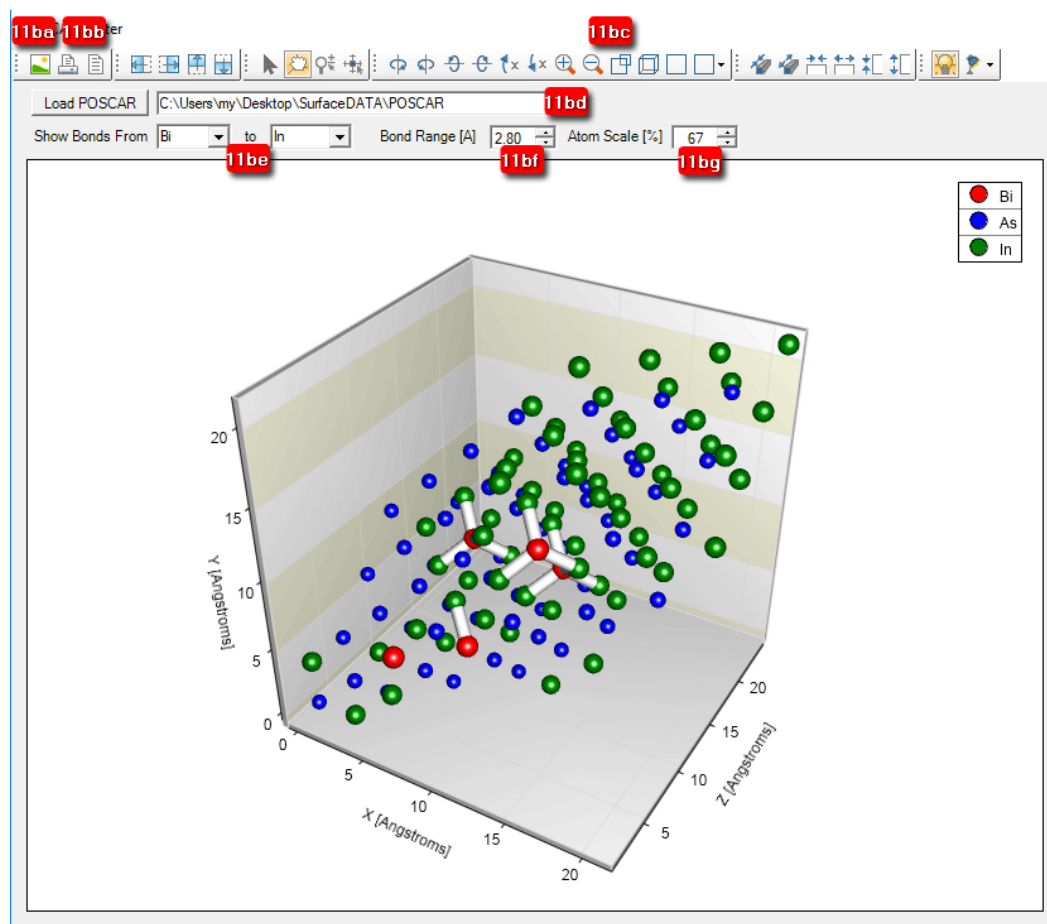 11ba 11bb ter
11bc
Load POSCAR C:\Users\my\Desktop\SurfaceDATA\POSCAR 11bd
Show Bonds From Bi to In Bond Range [A] 2.80 Atom Scale [%] 67
11be 11bf 11bg
Bi
As
In
20
15
10
5
0
Y [Angstroms]
0
5
10
15
20
X [Angstroms]
5
10
15
20
Z [Angstroms]